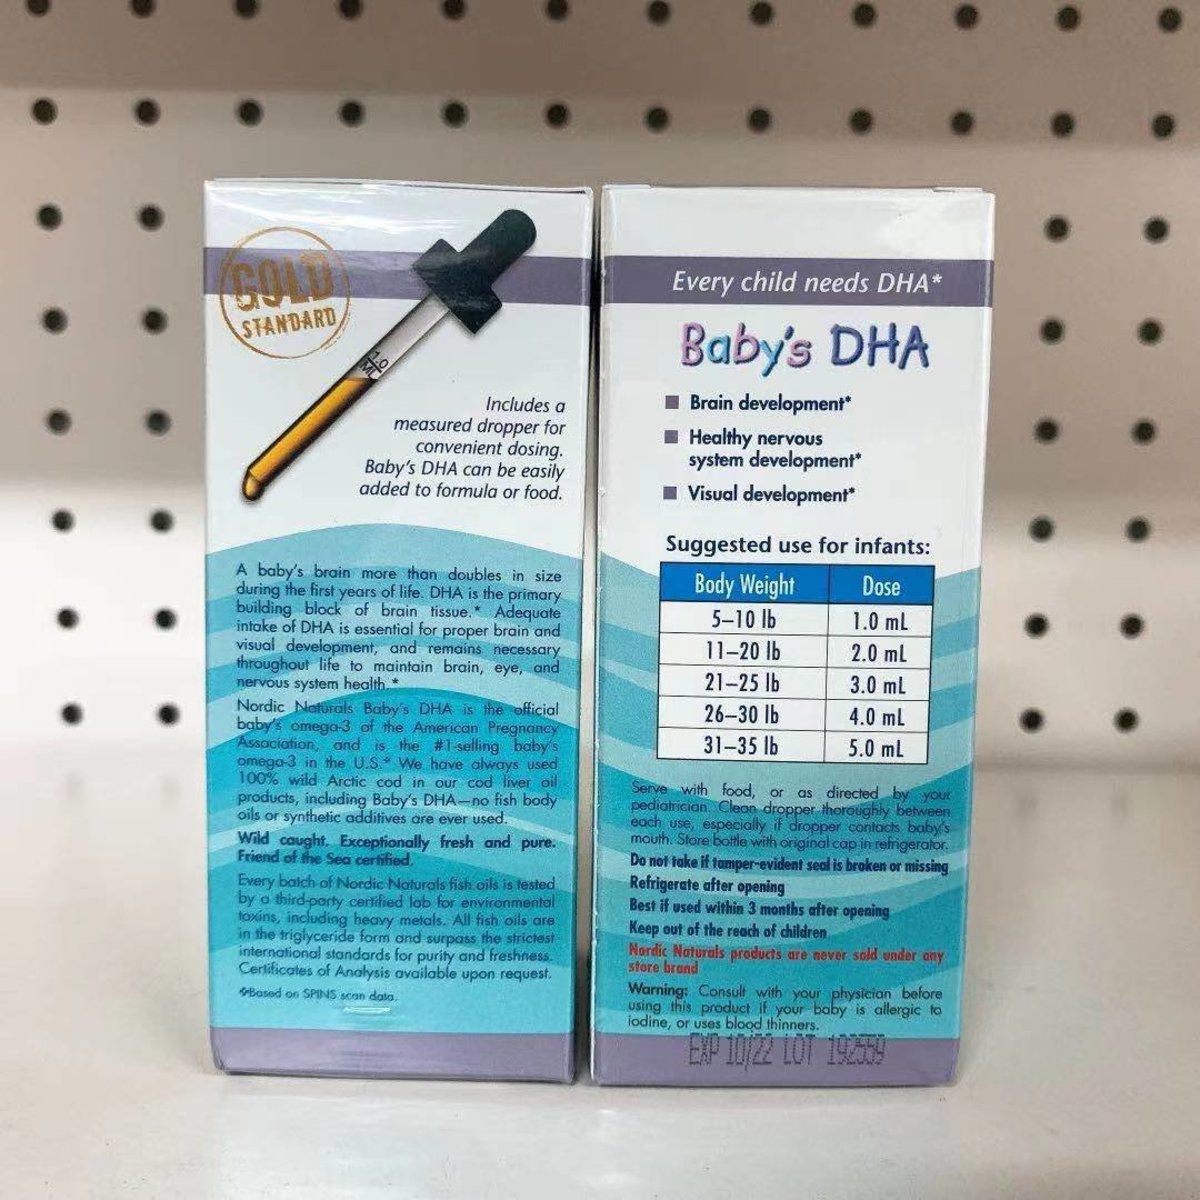 GOLD
STANDARD
1.0
ML
Includes a
measured dropper for
convenient dosing.
Baby's DHA can be easily
added to formula or food.
A baby's brain more than doubles in size
during the first years of life. DHA is the primary
building block of brain tissue.* Adequate
intake of DHA is essential for proper brain and
visual development, and remains necessary
throughout life to maintain brain, eye, and
nervous system health.*
Nordic Naturals Baby's DHA is the official
baby's omega-3 of the American Pregnancy
Association, and is the #1-selling baby's
omega-3 in the U.S.❖ We have always used
100% wild Arctic cod in our cod liver oil
products, including Baby's DHA—no fish body
oils or synthetic additives are ever used.
Wild caught. Exceptionally fresh and pure.
Friend of the Sea certified.
Every batch of Nordic Naturals fish oils is tested
by a third-party certified lab for environmental
toxins, including heavy metals. All fish oils are
in the triglyceride form and surpass the strictest
international standards for purity and freshness.
Certificates of Analysis available upon request.
❖Based on SPINS scan data.
Every child needs DHA*
Baby's DHA
■ Brain development*
■ Healthy nervous
system development*
■ Visual development*
Suggested use for infants:
Body Weight Dose
5–10 lb 1.0 mL
11–20 lb 2.0 mL
21–25 lb 3.0 mL
26–30 lb 4.0 mL
31–35 lb 5.0 mL
Serve with food, or as directed by your
pediatrician. Clean dropper thoroughly between
each use, especially if dropper contacts baby's
mouth. Store bottle with original cap in refrigerator.
Do not take if tamper-evident seal is broken or missing
Refrigerate after opening
Best if used within 3 months after opening
Keep out of the reach of children
Nordic Naturals products are never sold under any
store brand
Warning: Consult with your physician before
using this product if your baby is allergic to
iodine, or uses blood thinners.
EXP 10/22 LOT 192559